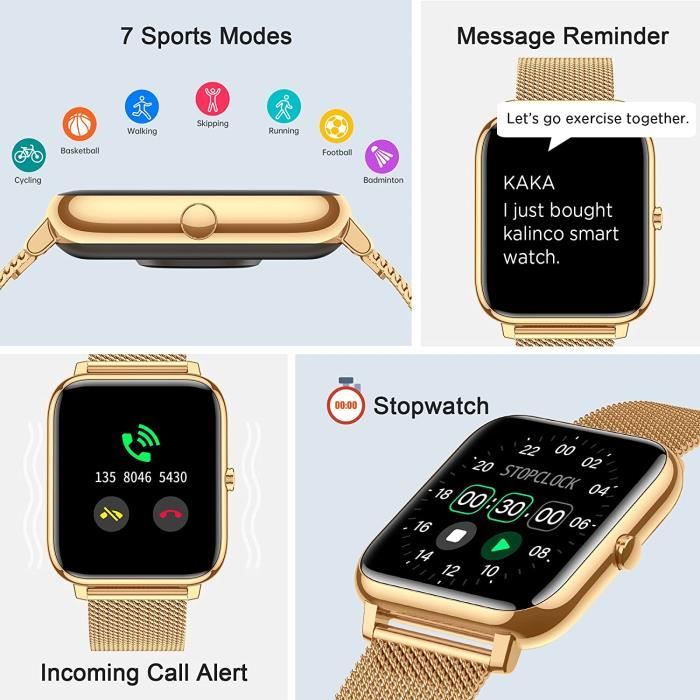 7 Sports Modes
Cycling
Basketball
Walking
Skipping
Running
Football
Badminton
Message Reminder
Let's go exercise together.
KAKA
I just bought
kalinco smart
watch.
135 8046 5430
Incoming Call Alert
00:00
Stopwatch
STOPCLOCK
00:30 00
00
02
04
06
08
10
12
14
16
18
20
22